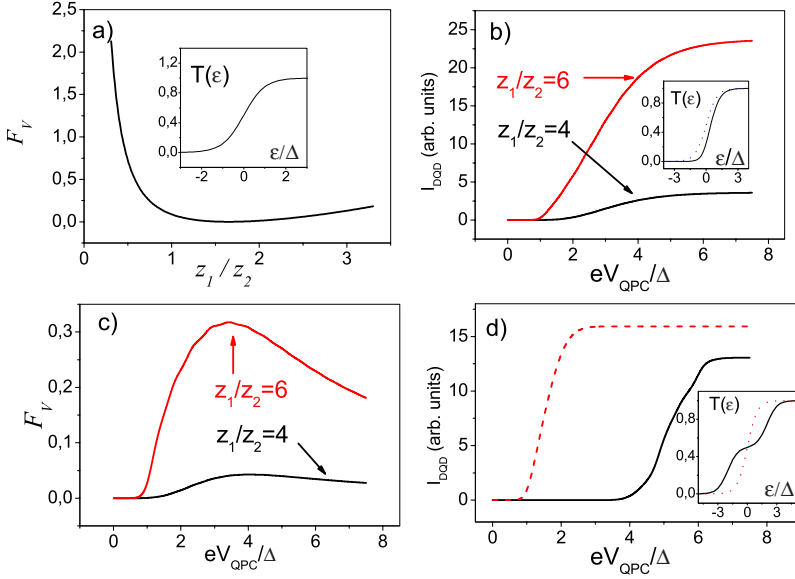 a)
2,5
2,0
1,5
1,0
0,5
0,0
F_V
0
1
2
3
z_1 / z_2
T(ε)
1,2
0,8
0,4
0,0
-2
0
2
ε/Δ
b)
25
20
15
10
5
0
I_DQD (arb. units)
z_1/z_2=6
z_1/z_2=4
0
2
4
6
8
eV_QPC/Δ
T(ε)
0,8
0,4
0,0
-3
0
3
ε/Δ
c)
0,3
0,2
0,1
0,0
F_V
z_1/z_2=6
z_1/z_2=4
0
2
4
6
8
eV_QPC/Δ
d)
15
10
5
0
I_DQD (arb. units)
0
2
4
6
8
eV_QPC/Δ
T(ε)
0,8
0,4
0,0
-3
0
3
ε/Δ